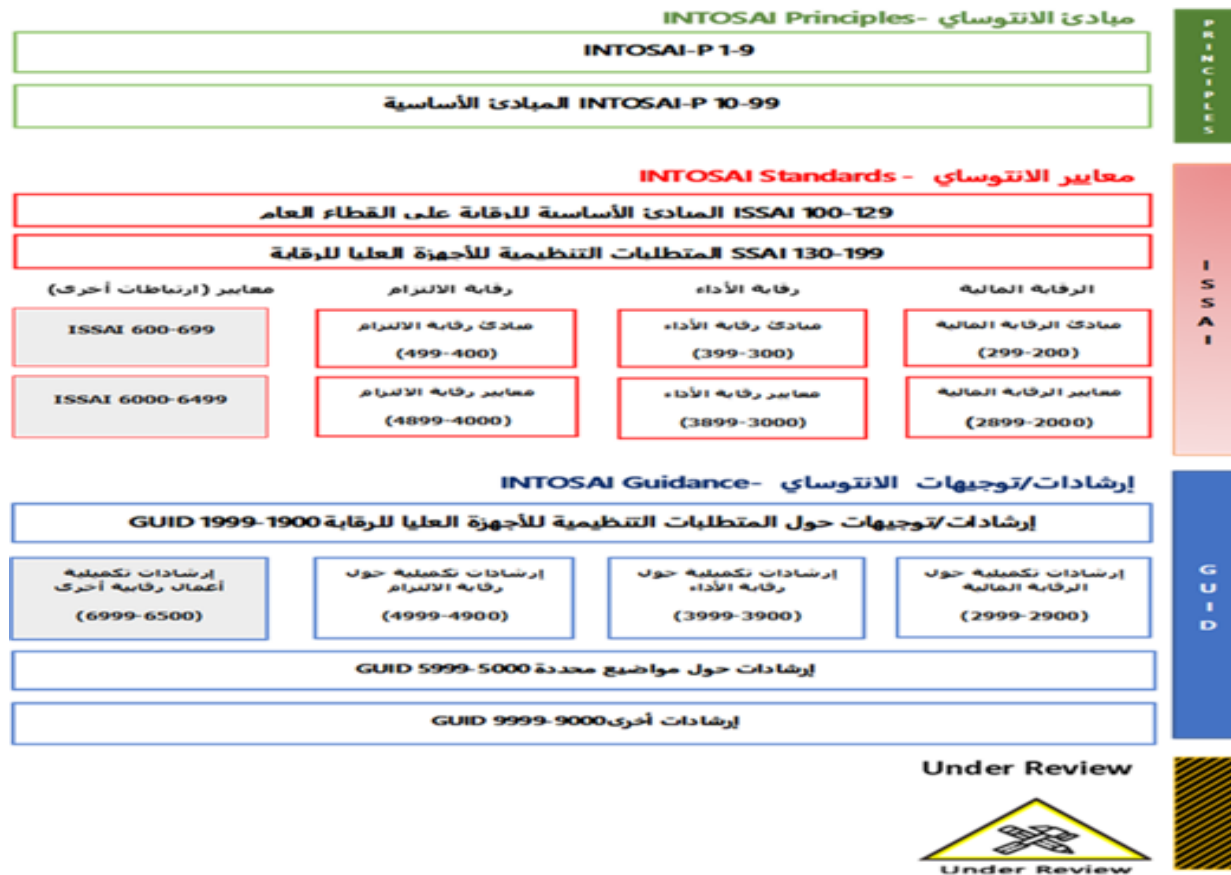 مبادئ الانتوساي -INTOSAI Principles
INTOSAI-P 1-9
INTOSAI-P 10-99 المبادئ الأساسية
PRINCIPLES
معايير الانتوساي - INTOSAI Standards
ISSAI 100-129 المبادئ الأساسية للرقابة على القطاع العام
SSAI 130-199 المتطلبات التنظيمية للأجهزة العليا للرقابة
الرقابة المالية
رقابة الأداء
رقابة الالتزام
معايير (ارتباطات أخرى)
مبادئ الرقابة المالية
(299-200)
مبادئ رقابة الأداء
(399-300)
مبادئ رقابة الالتزام
(499-400)
ISSAI 600-699
معايير الرقابة المالية
(2899-2000)
معايير رقابة الأداء
(3899-3000)
معايير رقابة الالتزام
(4899-4000)
ISSAI 6000-6499
ISSAI
إرشادات/توجيهات الانتوساي -INTOSAI Guidance
إرشادات/توجيهات حول المتطلبات التنظيمية للأجهزة العليا للرقابة GUID 1999-1900
إرشادات تكميلية حول
الرقابة المالية
(2999-2900)
إرشادات تكميلية حول
رقابة الأداء
(3999-3900)
إرشادات تكميلية حول
رقابة الالتزام
(4999-4900)
إرشادات تكميلية
أعمال رقابية أخرى
(6999-6500)
إرشادات حول مواضيع محددة GUID 5999-5000
إرشادات أخرى GUID 9999-9000
GUID
Under Review
Under Review